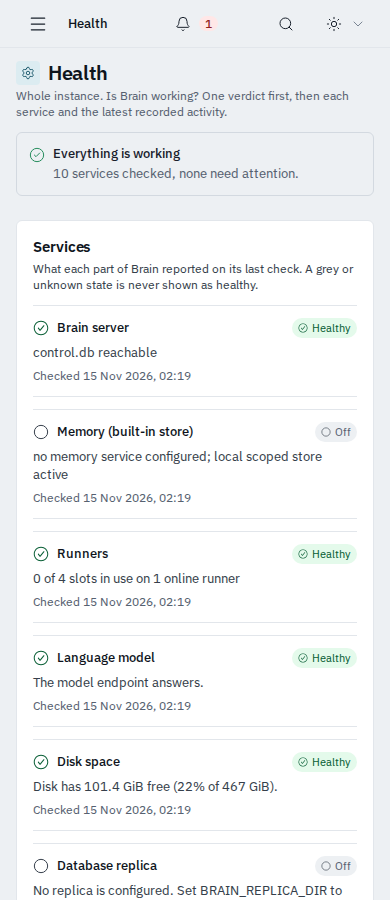 Health
1
Health
Whole instance. Is Brain working? One verdict first, then each
service and the latest recorded activity.
Everything is working
10 services checked, none need attention.
Services
What each part of Brain reported on its last check. A grey or
unknown state is never shown as healthy.
Brain server
Healthy
control.db reachable
Checked 15 Nov 2026, 02:19
Memory (built-in store)
Off
no memory service configured; local scoped store
active
Checked 15 Nov 2026, 02:19
Runners
Healthy
0 of 4 slots in use on 1 online runner
Checked 15 Nov 2026, 02:19
Language model
Healthy
The model endpoint answers.
Checked 15 Nov 2026, 02:19
Disk space
Healthy
Disk has 101.4 GiB free (22% of 467 GiB).
Checked 15 Nov 2026, 02:19
Database replica
Off
No replica is configured. Set BRAIN_REPLICA_DIR to